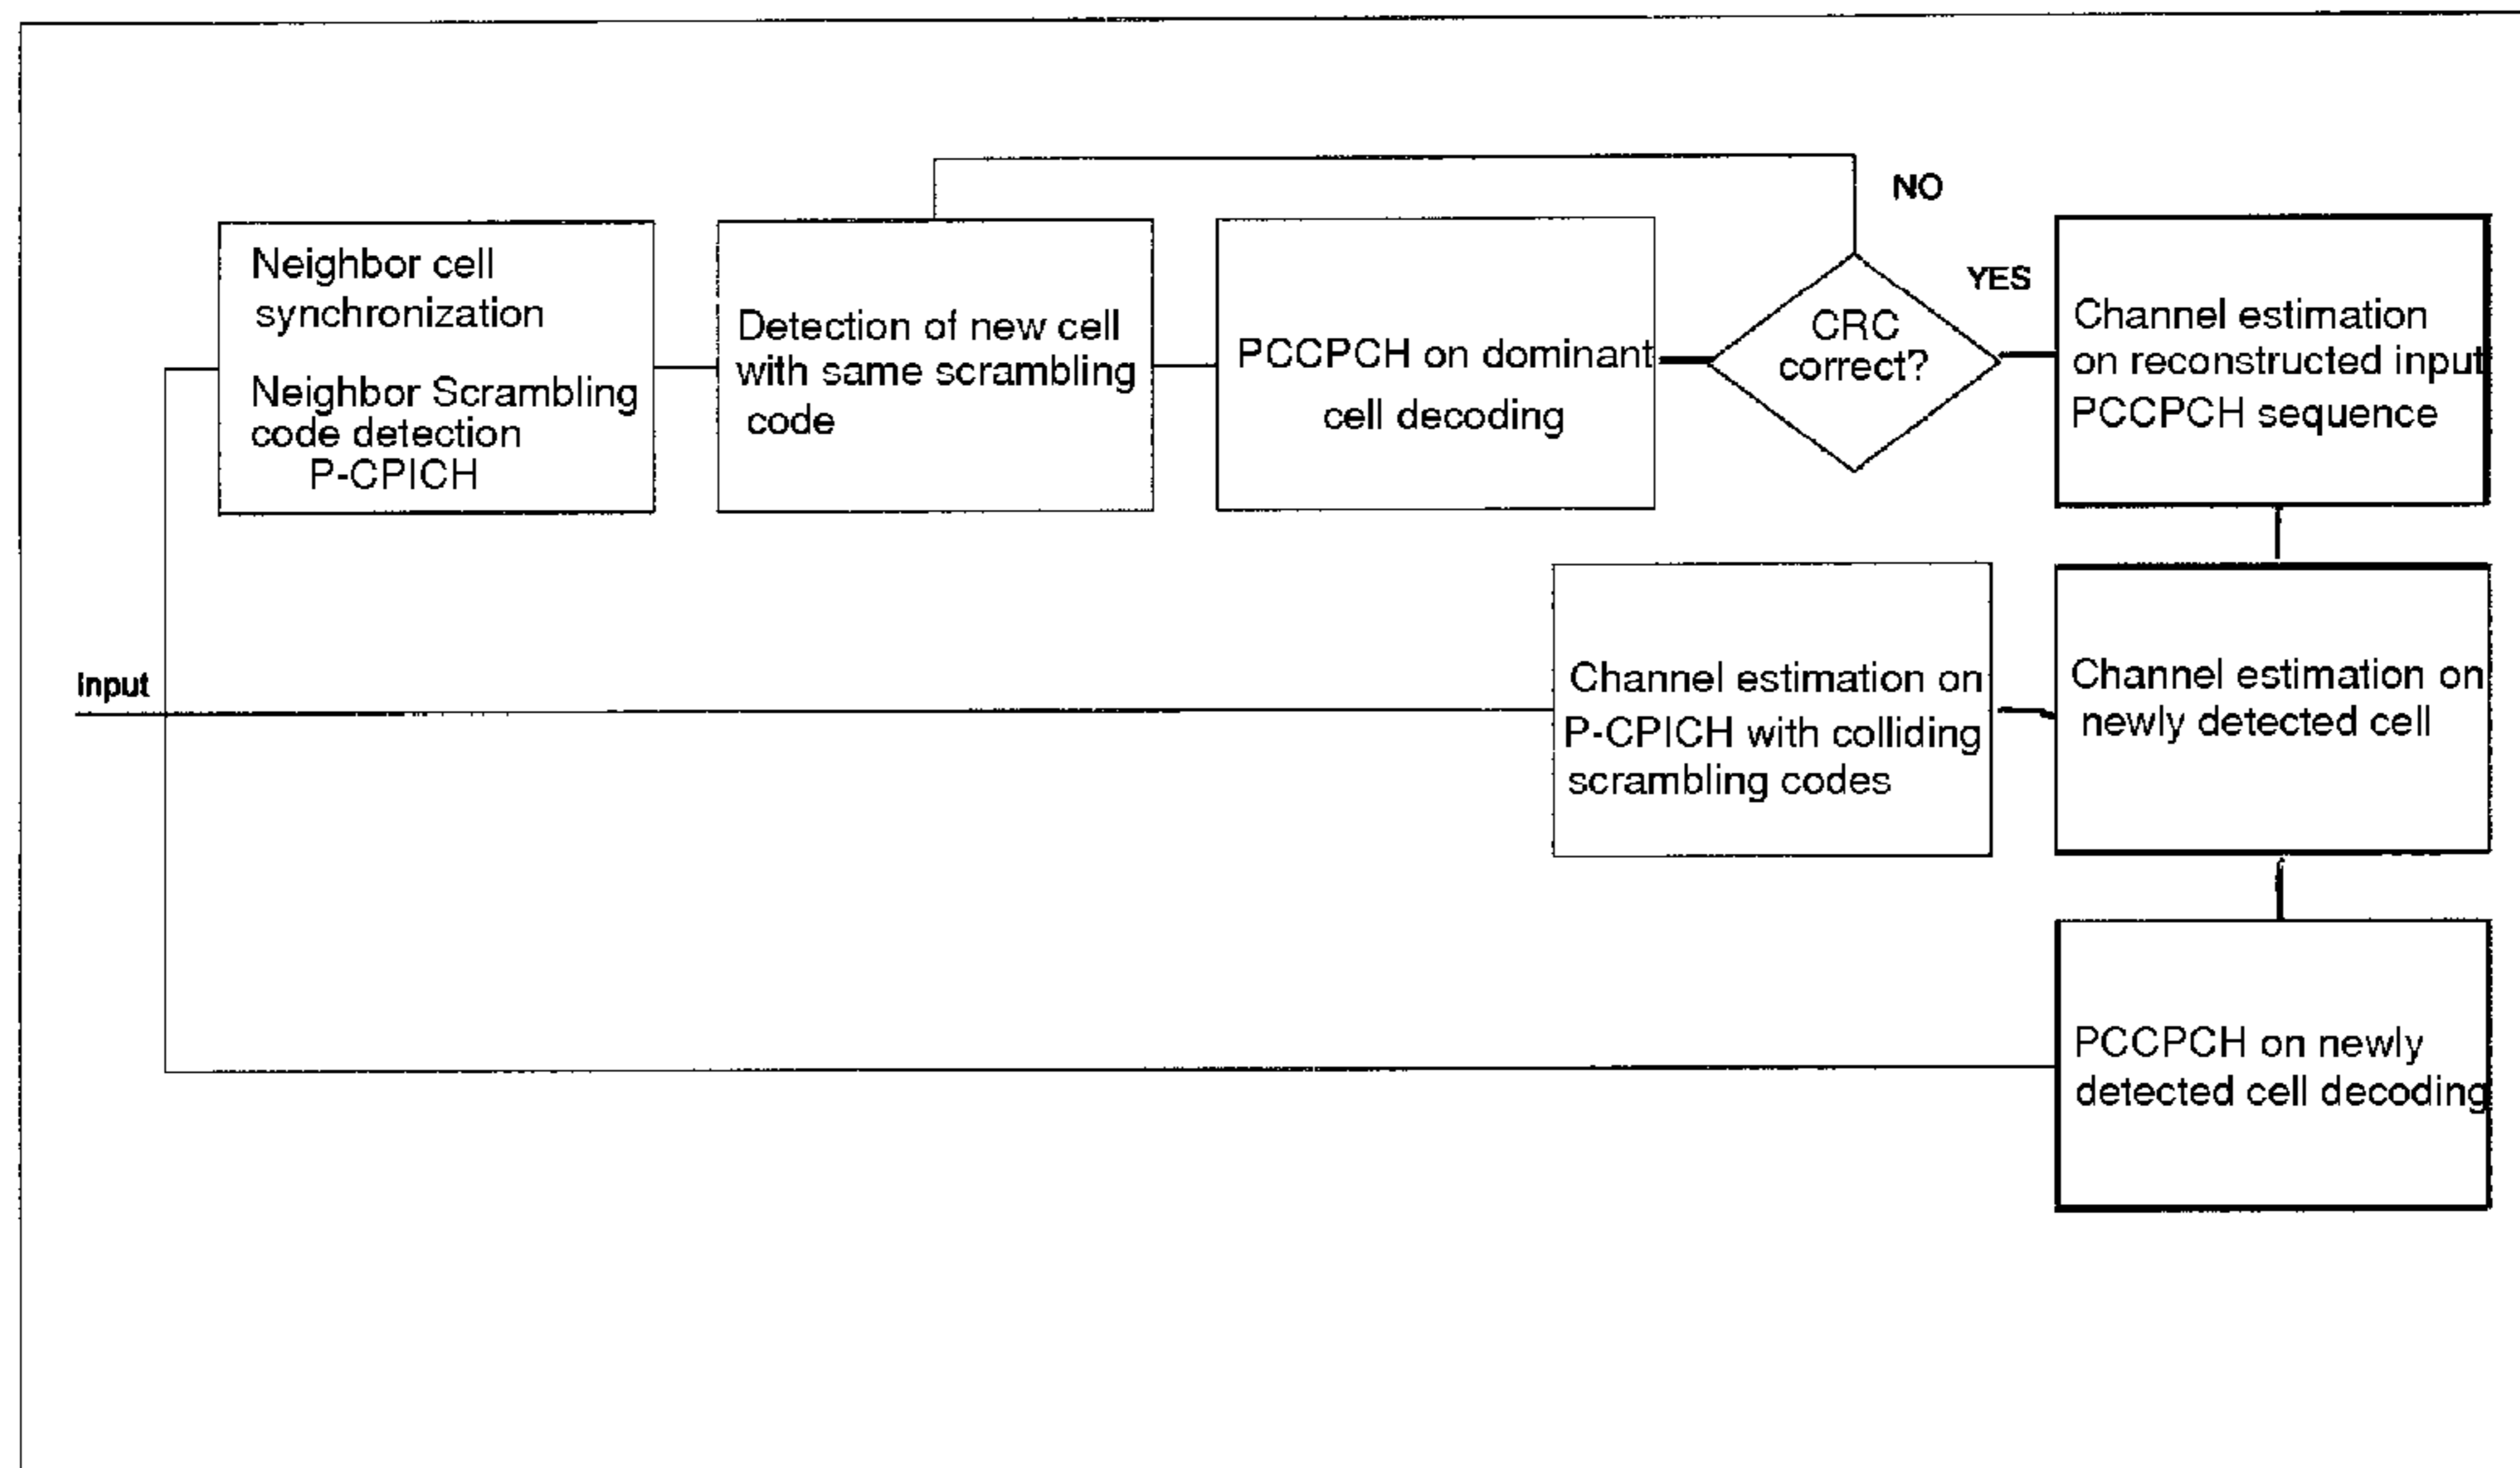 NO
Neighbor cell
synchronization
Neighbor Scrambling
code detection
P-CPICH
Detection of new cell
with same scrambling
code
PCCPCH on dominant
cell decoding
CRC
correct?
YES
Channel estimation
on reconstructed input
PCCPCH sequence
Input
Channel estimation on
P-CPICH with colliding
scrambling codes
Channel estimation on
newly detected cell
PCCPCH on newly
detected cell decoding